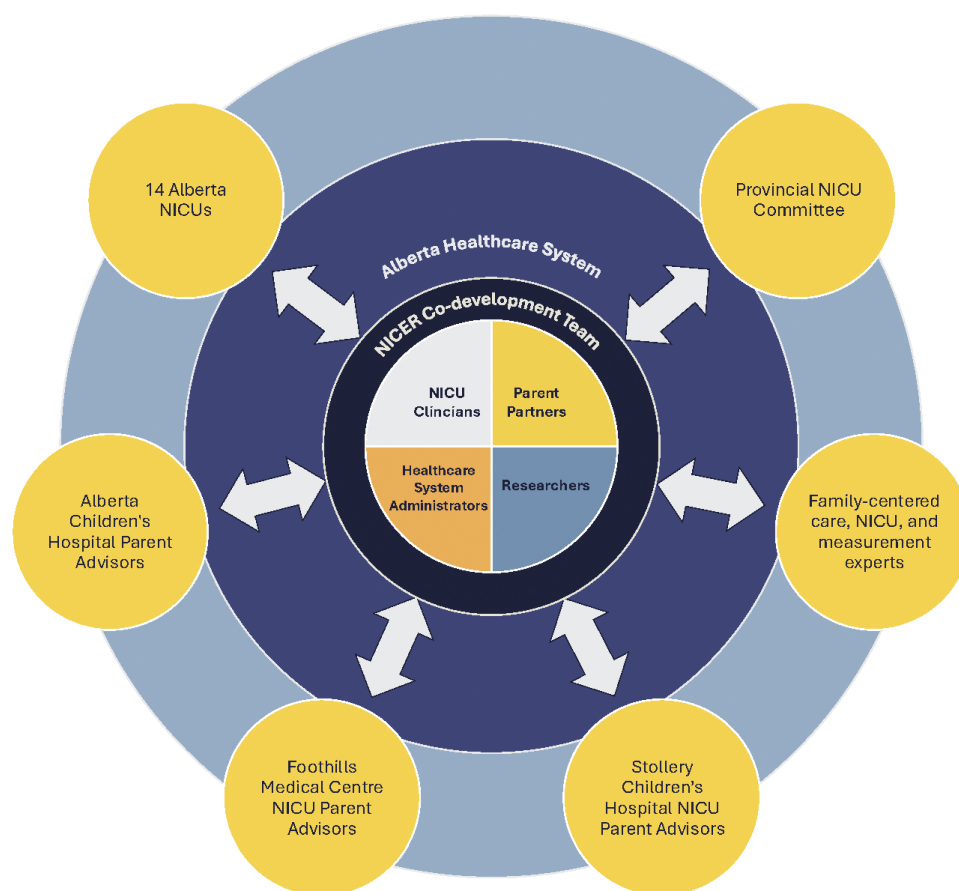 14 Alberta
NICUs
Provincial NICU
Committee
Alberta Healthcare System
NICER Co-development Team
NICU
Clincians
Parent
Partners
Healthcare
System
Administrators
Researchers
Alberta
Children's
Hospital Parent
Advisors
Family-centered
care, NICU, and
measurement
experts
Foothills
Medical Centre
NICU Parent
Advisors
Stollery
Children’s
Hospital NICU
Parent Advisors